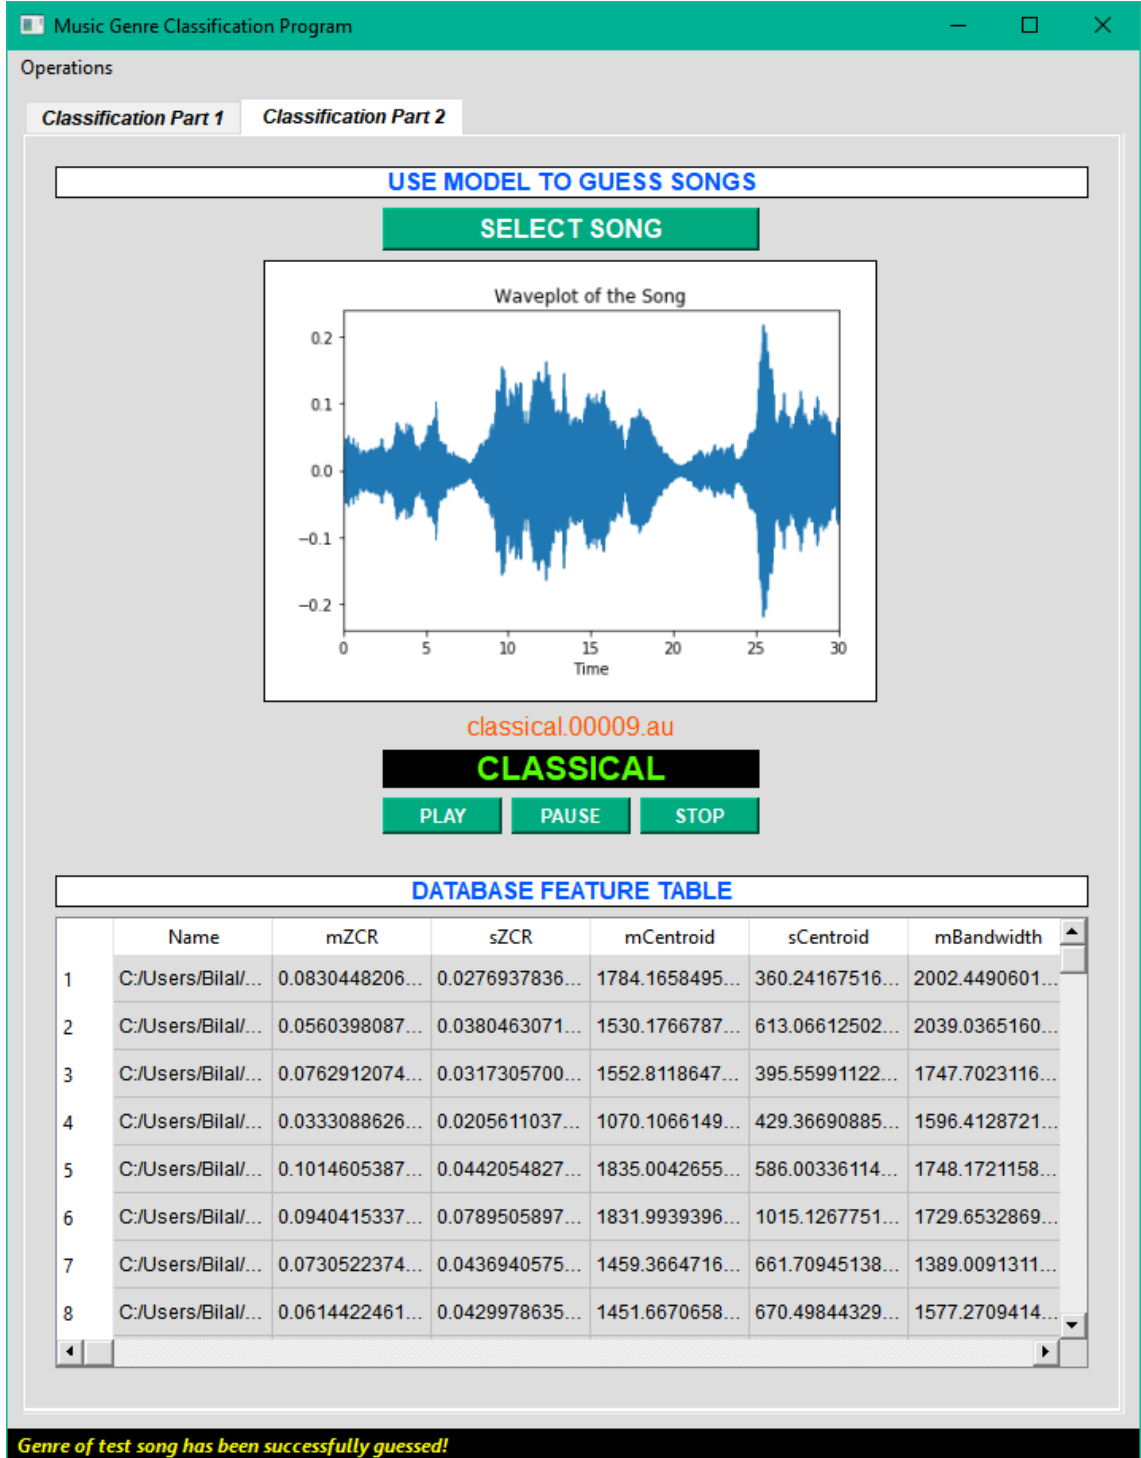 Music Genre Classification Program
Operations
Classification Part 1 Classification Part 2
USE MODEL TO GUESS SONGS
SELECT SONG
Waveplot of the Song
0.2
0.1
0.0
−0.1
−0.2
0 5 10 15 20 25 30
Time
classical.00009.au
CLASSICAL
PLAY PAUSE STOP
DATABASE FEATURE TABLE
Name mZCR sZCR mCentroid sCentroid mBandwidth
1 C:/Users/Bilal/... 0.0830448206... 0.0276937836... 1784.1658495... 360.24167516... 2002.4490601...
2 C:/Users/Bilal/... 0.0560398087... 0.0380463071... 1530.1766787... 613.06612502... 2039.0365160...
3 C:/Users/Bilal/... 0.0762912074... 0.0317305700... 1552.8118647... 395.55991122... 1747.7023116...
4 C:/Users/Bilal/... 0.0333088626... 0.0205611037... 1070.1066149... 429.36690885... 1596.4128721...
5 C:/Users/Bilal/... 0.1014605387... 0.0442054827... 1835.0042655... 586.00336114... 1748.1721158...
6 C:/Users/Bilal/... 0.0940415337... 0.0789505897... 1831.9939396... 1015.1267751... 1729.6532869...
7 C:/Users/Bilal/... 0.0730522374... 0.0436940575... 1459.3664716... 661.70945138... 1389.0091311...
8 C:/Users/Bilal/... 0.0614422461... 0.0429978635... 1451.6670658... 670.49844329... 1577.2709414...
Genre of test song has been successfully guessed!